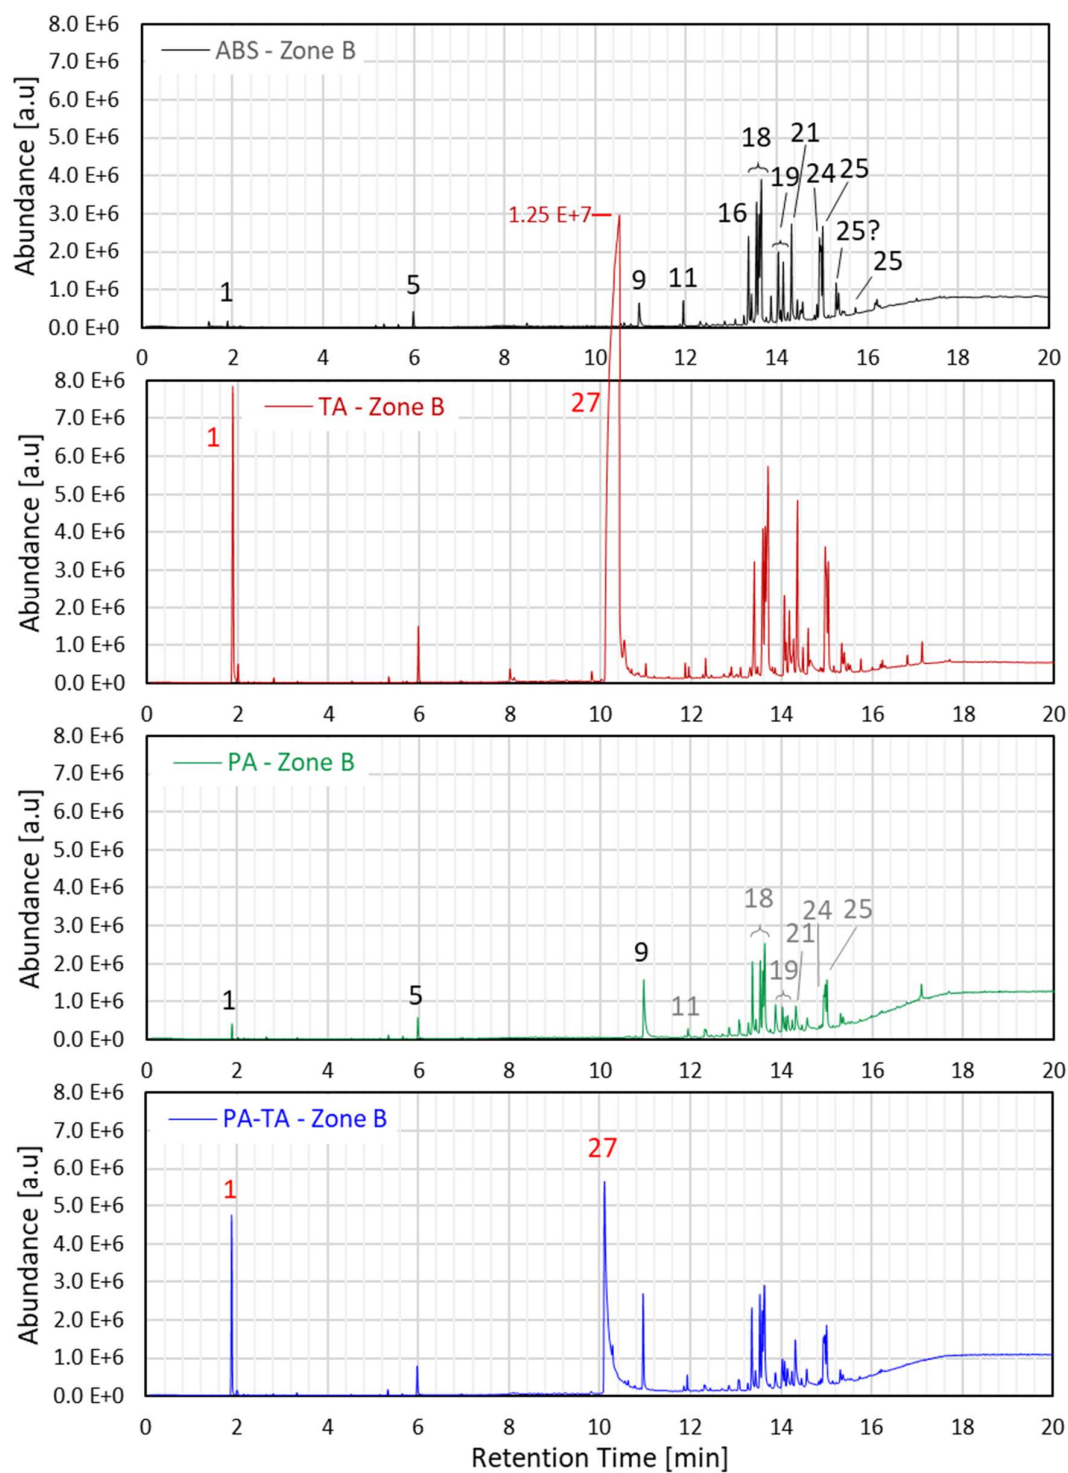 8.0 E+6
ABS - Zone B
7.0 E+6
6.0 E+6
5.0 E+6
4.0 E+6
3.0 E+6
2.0 E+6
1.0 E+6
0.0 E+0
Abundance [a.u]
1.25 E+7
1
5
9
11
16
18
19
21
24
25
25?
25
0 2 4 6 8 10 12 14 16 18 20
8.0 E+6
TA - Zone B
7.0 E+6
6.0 E+6
5.0 E+6
4.0 E+6
3.0 E+6
2.0 E+6
1.0 E+6
0.0 E+0
Abundance [a.u]
1
27
0 2 4 6 8 10 12 14 16 18 20
8.0 E+6
PA - Zone B
7.0 E+6
6.0 E+6
5.0 E+6
4.0 E+6
3.0 E+6
2.0 E+6
1.0 E+6
0.0 E+0
Abundance [a.u]
1
5
9
11
18
19
21
24
25
0 2 4 6 8 10 12 14 16 18 20
8.0 E+6
PA-TA - Zone B
7.0 E+6
6.0 E+6
5.0 E+6
4.0 E+6
3.0 E+6
2.0 E+6
1.0 E+6
0.0 E+0
Abundance [a.u]
1
27
0 2 4 6 8 10 12 14 16 18 20
Retention Time [min]